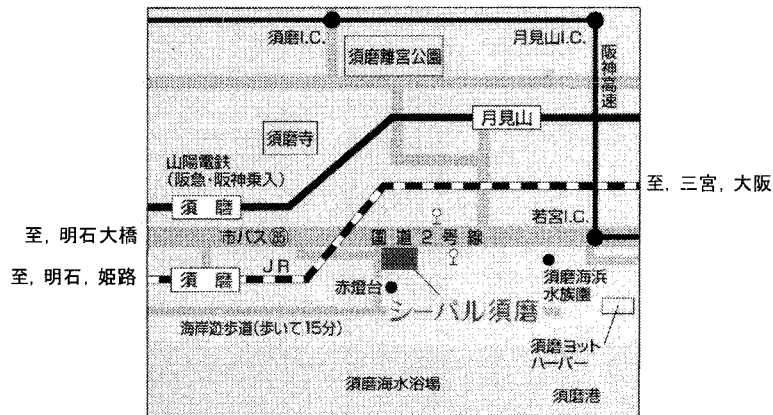 須磨I.C.
月見山I.C.
須磨離宮公園
阪神高速
月見山
須磨寺
山陽電鉄
(阪急・阪神乗入)
至, 三宮, 大阪
須磨
若宮I.C.
至, 明石大橋
市バス85
国道2号線
JR
至, 明石, 姫路
須磨
須磨海浜
水族園
赤燈台
シーパル須磨
海岸遊歩道(歩いて15分)
須磨ヨット
ハーバー
須磨海水浴場
須磨港